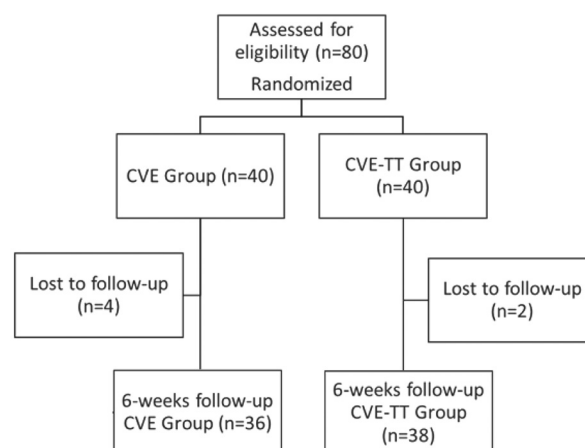 Assessed for
eligibility (n=80)
Randomized
CVE Group (n=40)
CVE-TT Group
(n=40)
Lost to follow-up
(n=4)
Lost to follow-up
(n=2)
6-weeks follow-up
CVE Group (n=36)
6-weeks follow-up
CVE-TT Group
(n=38)